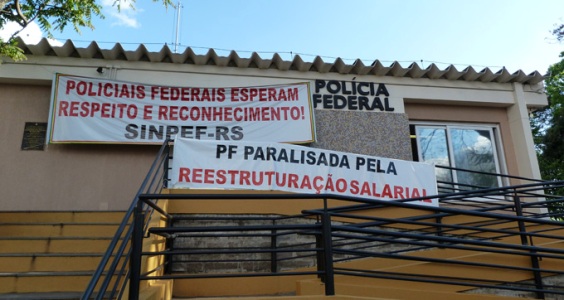 POLICIAIS FEDERAIS ESPERAM
RESPEITO E RECONHECIMENTO!
SINPEF-RS
POLÍCIA
FEDERAL
PF PARALISADA PELA
REESTRUTURAÇÃO SALARIAL